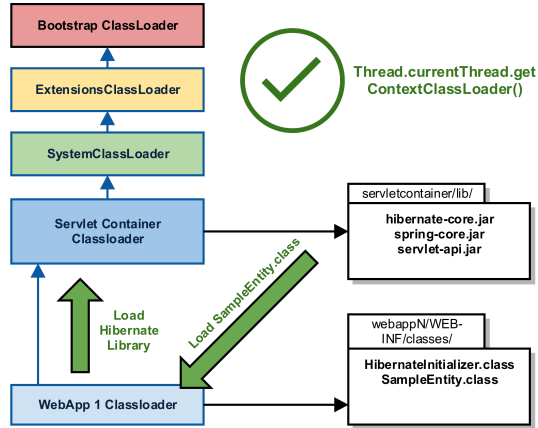 Bootstrap ClassLoader
ExtensionsClassLoader
SystemClassLoader
Servlet Container
Classloader
Thread.currentThread.get
ContextClassLoader()
servletcontainer/lib/
hibernate-core.jar
spring-core.jar
servlet-api.jar
Load
Hibernate
Library
Load SampleEntity.class
webappN/WEB-
INF/classes/
HibernateInitializer.class
SampleEntity.class
WebApp 1 Classloader